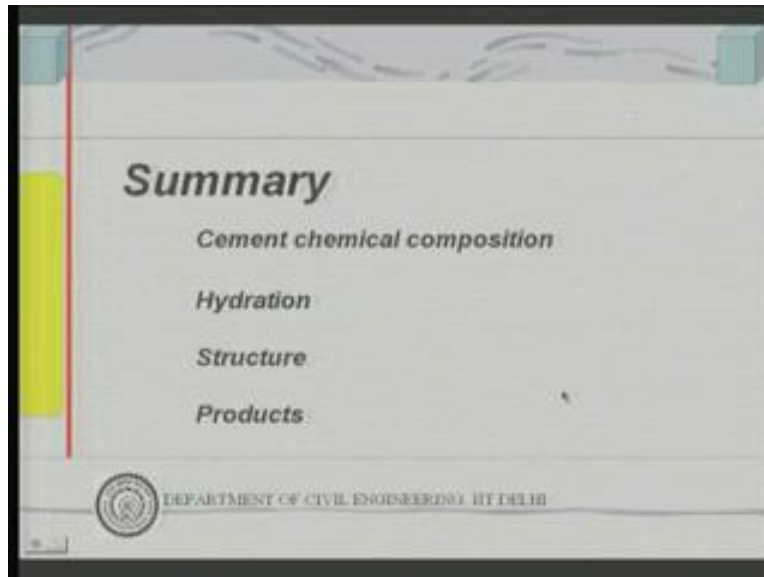 Summary
Cement chemical composition
Hydration
Structure
Products
DEPARTMENT OF CIVIL ENGINEERING, IIT DELHI